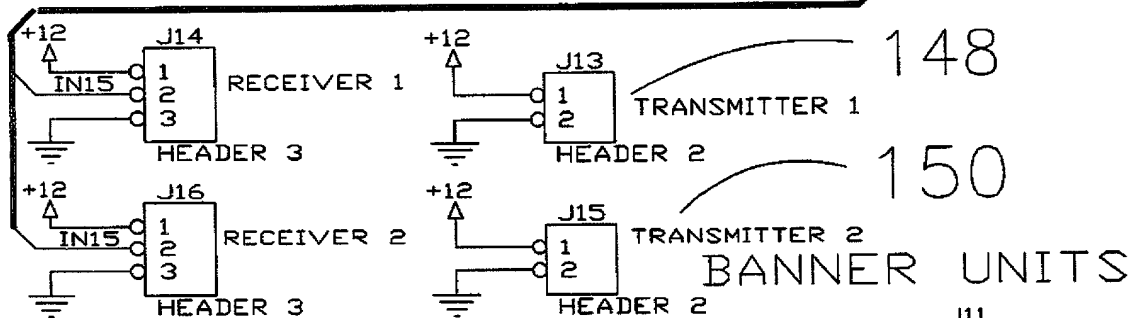 +12
J14
IN15
1
2
3
RECEIVER 1
HEADER 3
+12
J13
1
2
TRANSMITTER 1
HEADER 2
148
+12
J16
IN15
1
2
3
RECEIVER 2
HEADER 3
+12
J15
1
2
TRANSMITTER 2
HEADER 2
150
BANNER UNITS
J11